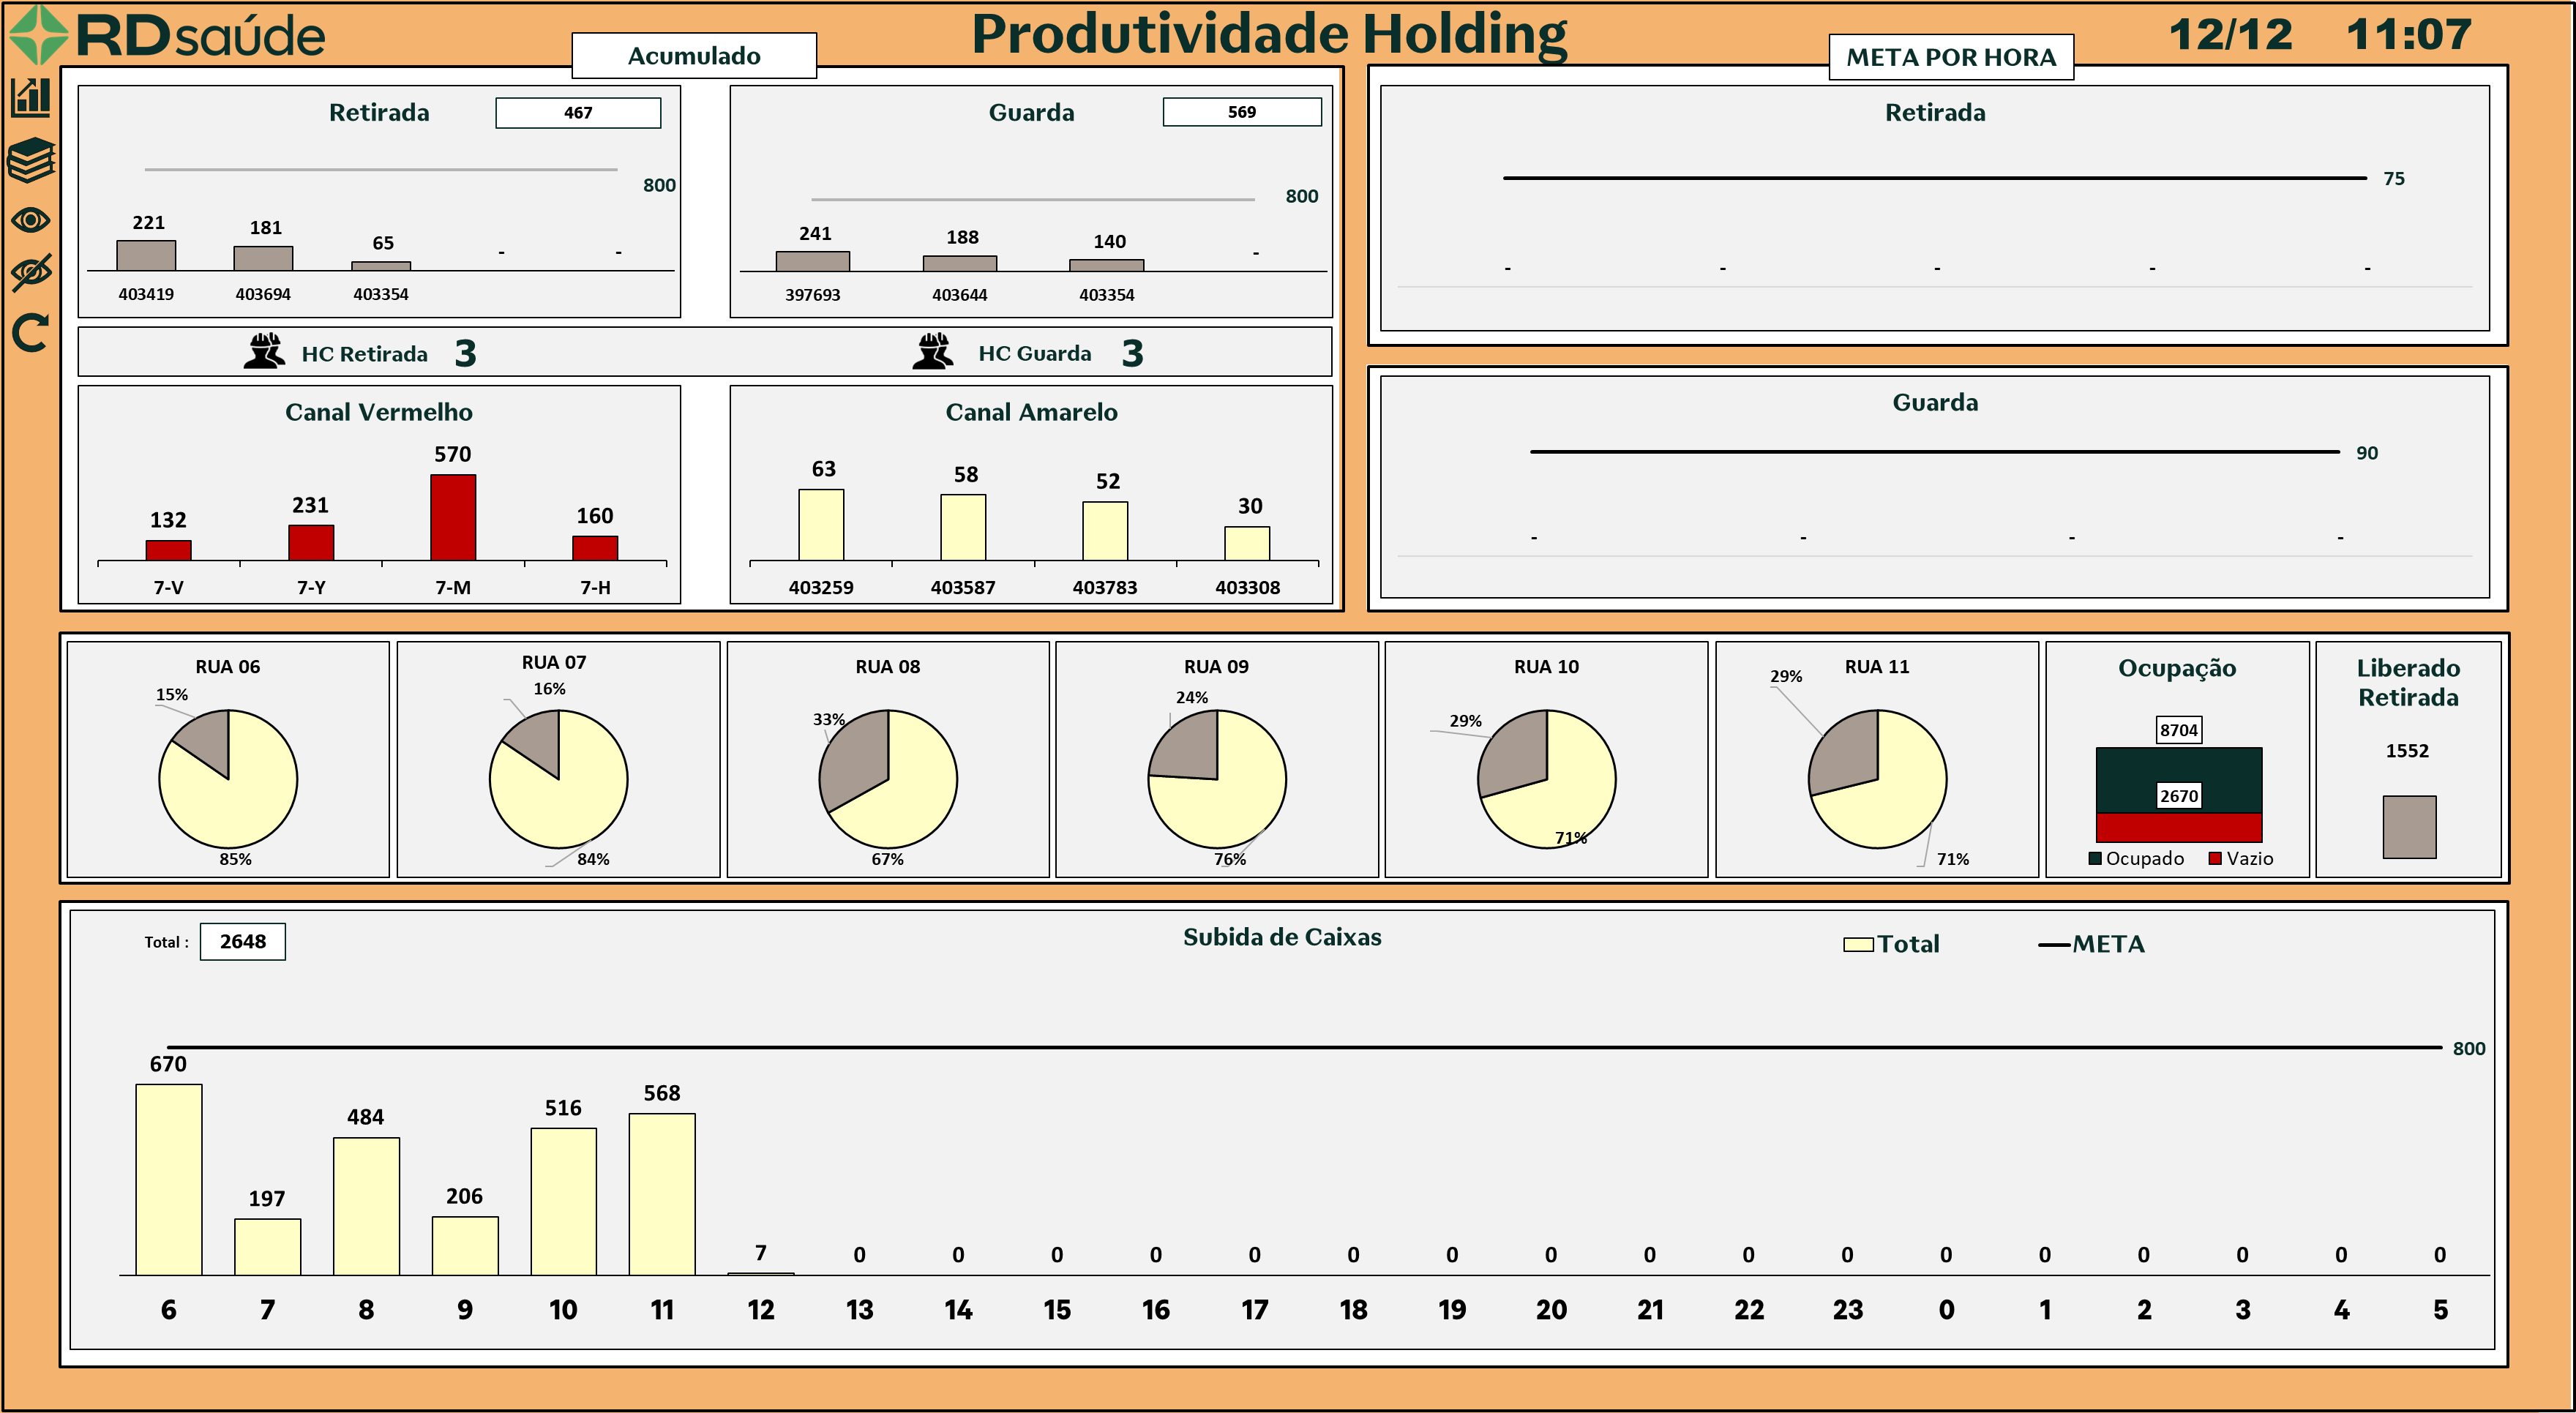 RDsaúde
Produtividade Holding
12/12 11:07
Acumulado
META POR HORA
Retirada 467
800
221 181 65 - -
403419 403694 403354
Guarda 569
800
241 188 140 -
397693 403644 403354
Retirada
75
- - - - -
HC Retirada 3
HC Guarda 3
Canal Vermelho
132 231 570 160
7-V 7-Y 7-M 7-H
Canal Amarelo
63 58 52 30
403259 403587 403783 403308
Guarda
90
- - - -
RUA 06
15%
85%
RUA 07
16%
84%
RUA 08
33%
67%
RUA 09
24%
76%
RUA 10
29%
71%
RUA 11
29%
71%
Ocupação
8704
2670
Ocupado Vazio
Liberado
Retirada
1552
Total : 2648
Subida de Caixas
Total META
800
670 197 484 206 516 568 7 0 0 0 0 0 0 0 0 0 0 0 0 0 0 0 0 0
6 7 8 9 10 11 12 13 14 15 16 17 18 19 20 21 22 23 0 1 2 3 4 5